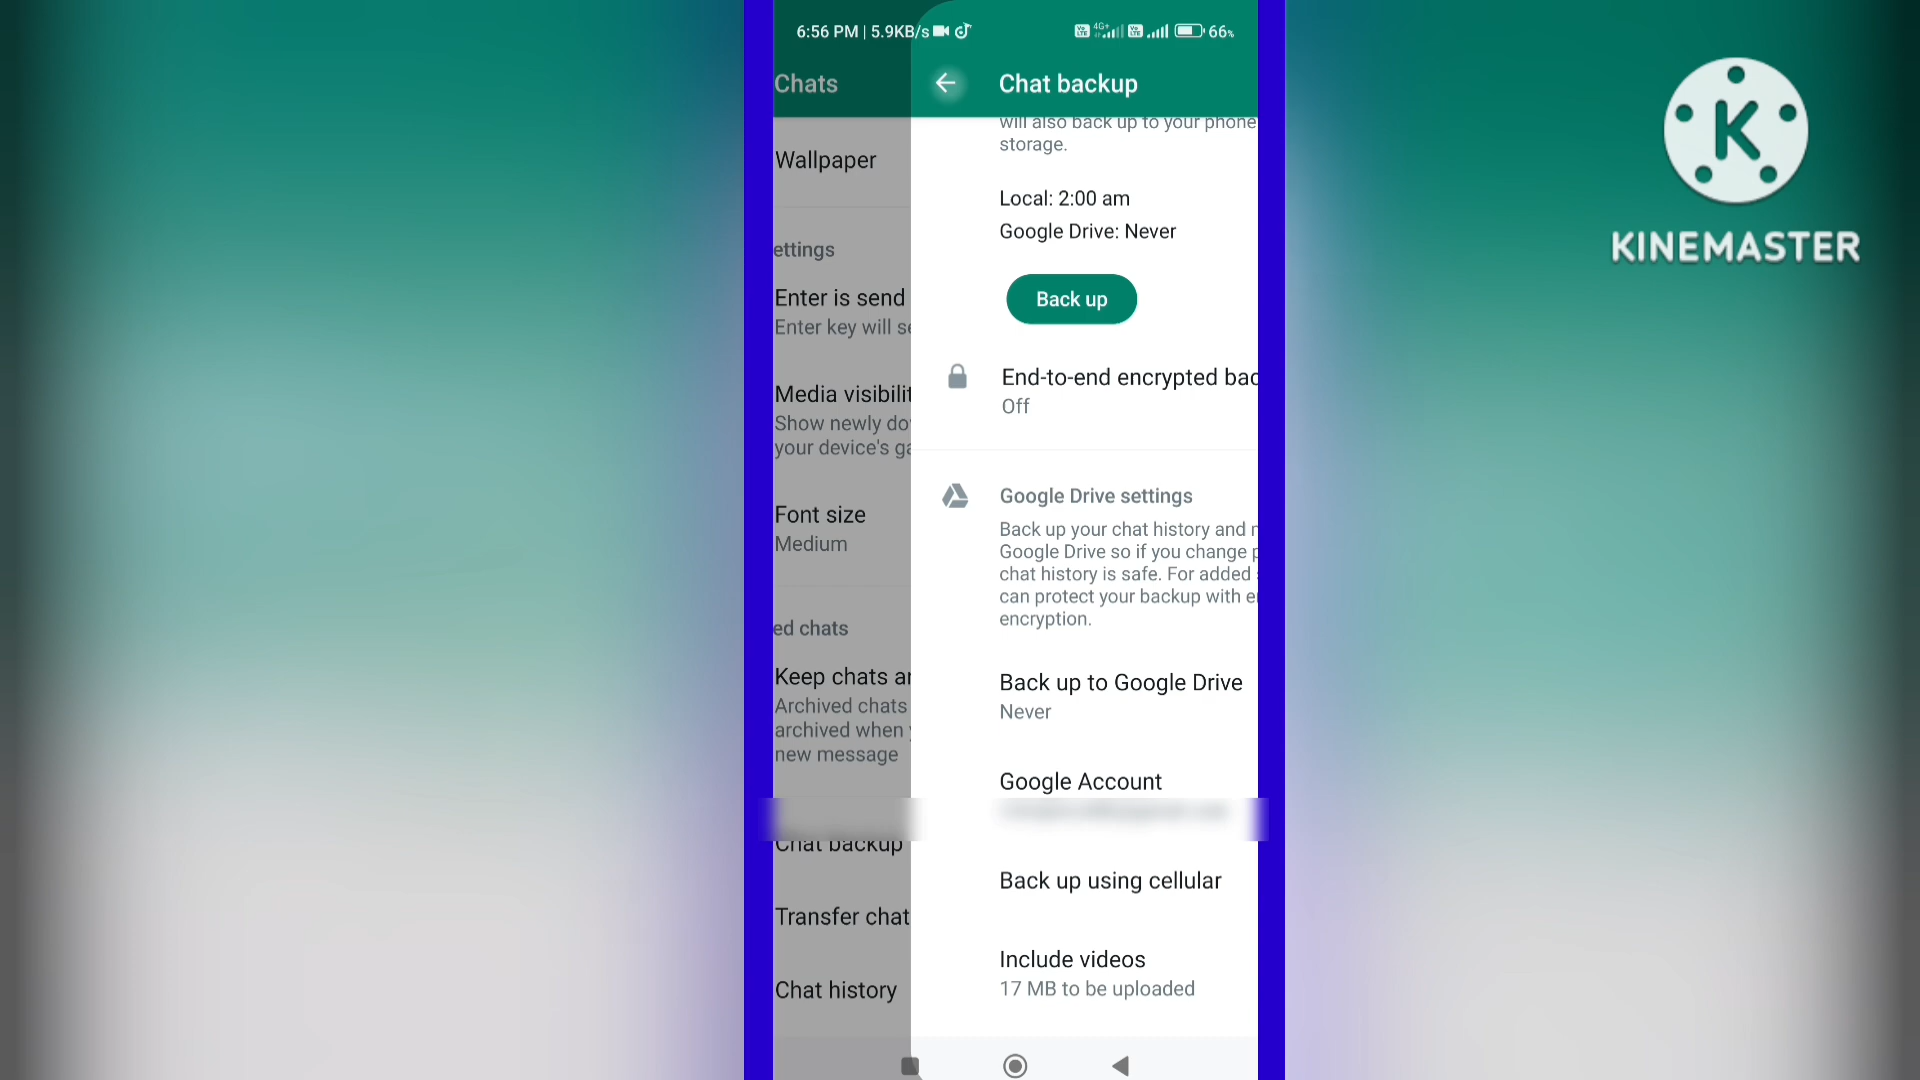 6:56 PM | 5.9KB/s
4G+
66%
Chats
Chat backup
Wallpaper
ettings
Enter is send
Enter key will se
Media visibilit
Show newly do
your device's ga
Font size
Medium
ed chats
Keep chats ar
Archived chats
archived when
new message
Chat backup
Transfer chat
Chat history
will also back up to your phone
storage.
Local: 2:00 am
Google Drive: Never
Back up
End-to-end encrypted bac
Off
Google Drive settings
Back up your chat history and
Google Drive so if you change
chat history is safe. For added
can protect your backup with
encryption.
Back up to Google Drive
Never
Google Account
Back up using cellular
Include videos
17 MB to be uploaded
K
KINEMASTER